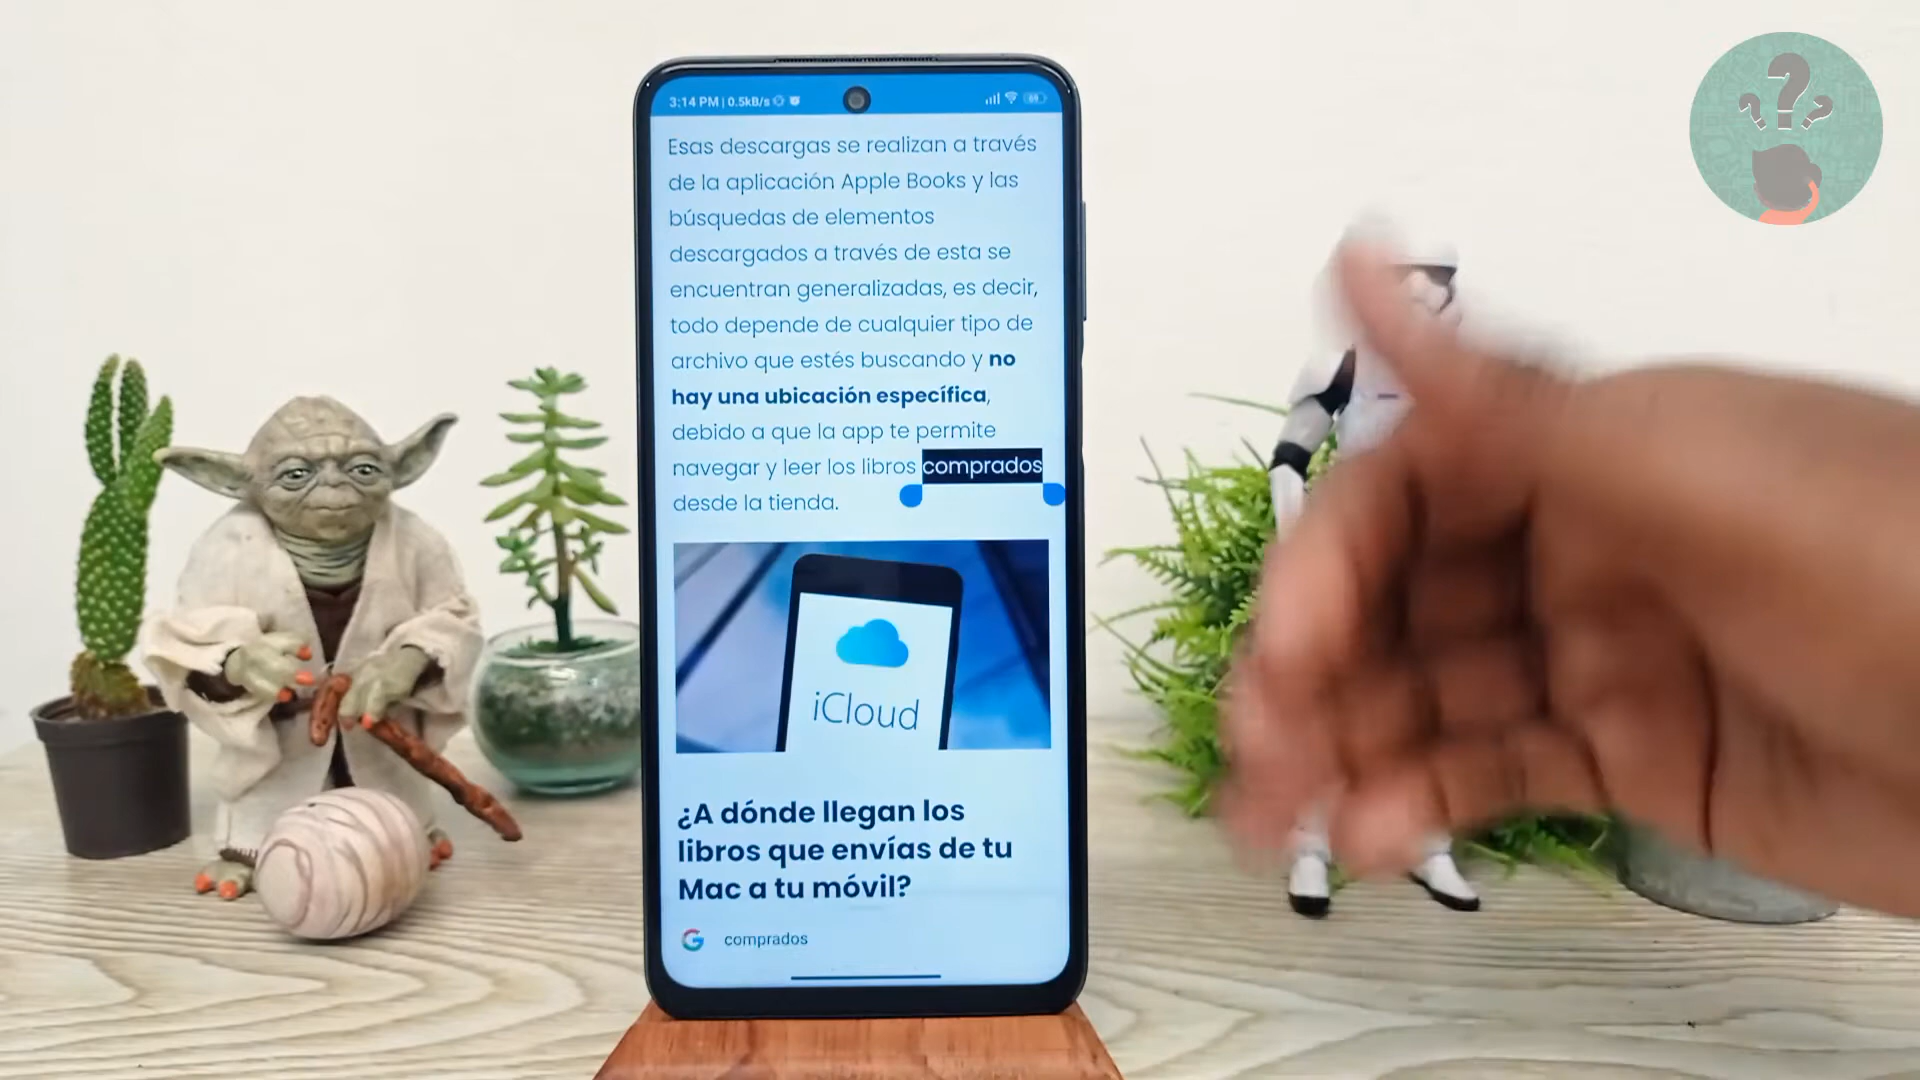 3:14 PM | 0.5kB/s
69
Esas descargas se realizan a través
de la aplicación Apple Books y las
búsquedas de elementos
descargados a través de esta se
encuentran generalizadas, es decir,
todo depende de cualquier tipo de
archivo que estés buscando y no
hay una ubicación específica,
debido a que la app te permite
navegar y leer los libros comprados
desde la tienda.
iCloud
¿A dónde llegan los
libros que envías de tu
Mac a tu móvil?
comprados